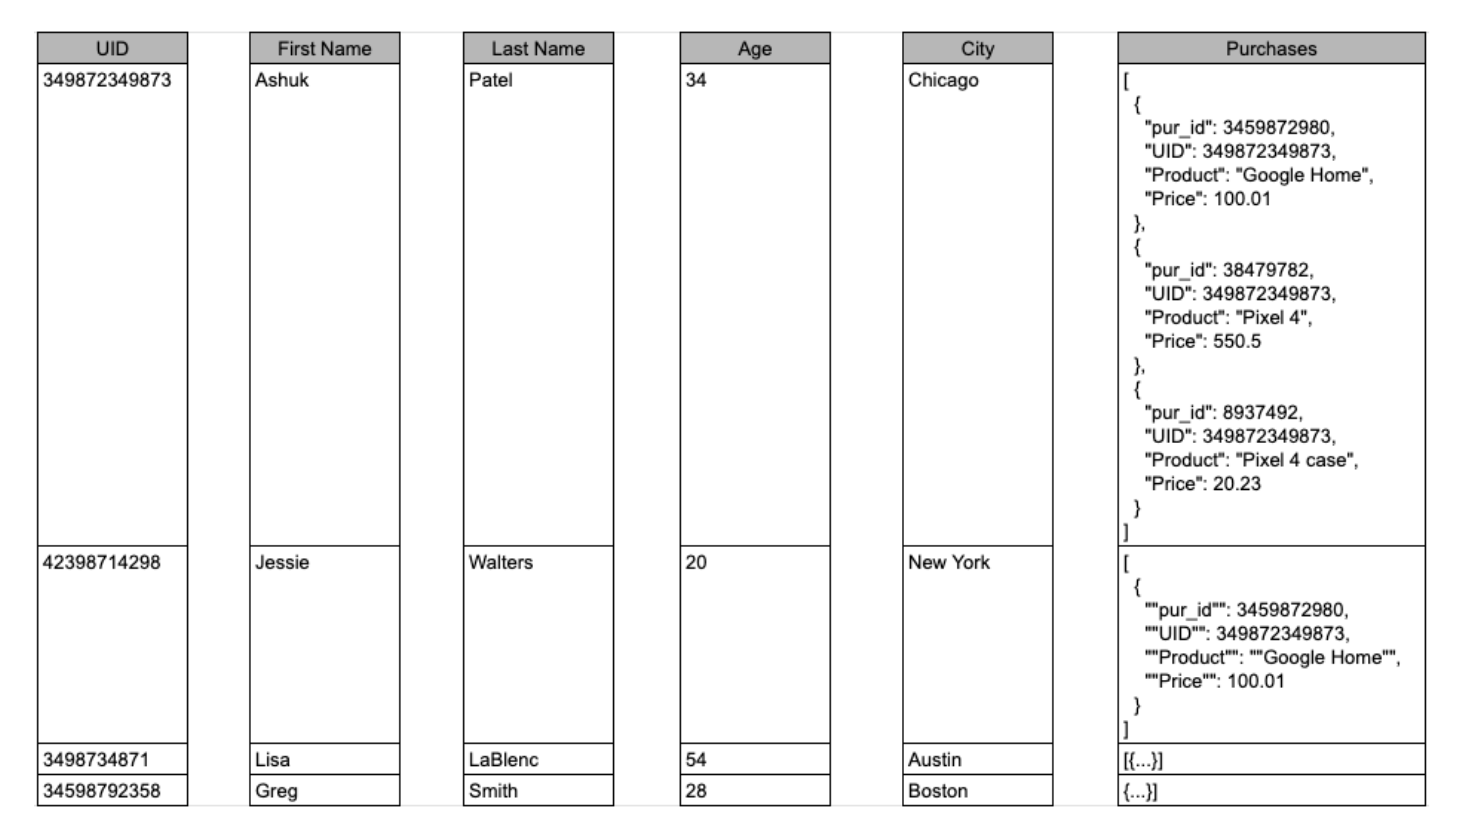 UID First Name Last Name Age City Purchases
349872349873 Ashuk Patel 34 Chicago [
{
"pur_id": 3459872980,
"UID": 349872349873,
"Product": "Google Home",
"Price": 100.01
},
{
"pur_id": 38479782,
"UID": 349872349873,
"Product": "Pixel 4",
"Price": 550.5
},
{
"pur_id": 8937492,
"UID": 349872349873,
"Product": "Pixel 4 case",
"Price": 20.23
}
]
42398714298 Jessie Walters 20 New York [
{
""pur_id"": 3459872980,
""UID"": 349872349873,
""Product"": ""Google Home"",
""Price"": 100.01
}
]
3498734871 Lisa LaBlenc 54 Austin [{...}]
34598792358 Greg Smith 28 Boston {...}]